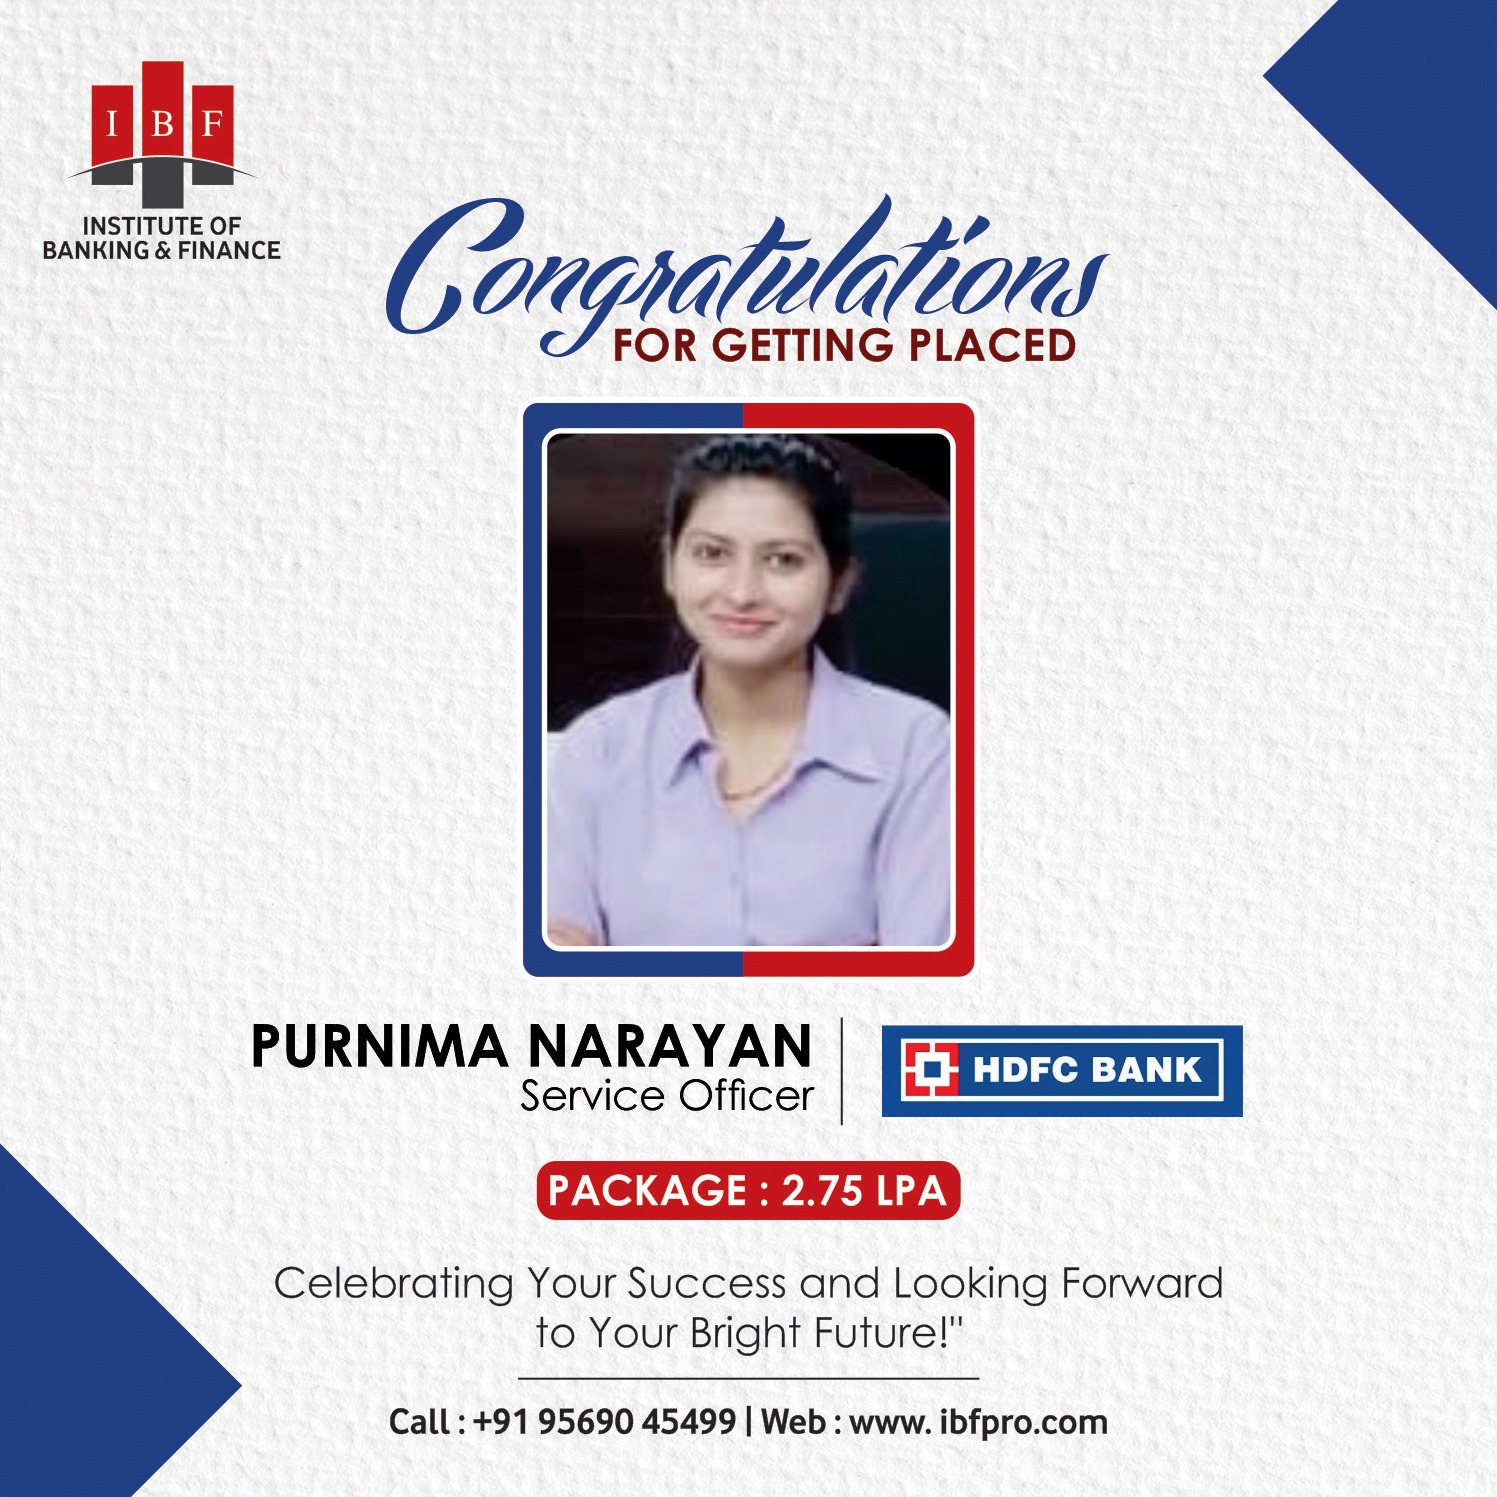 I B F
INSTITUTE OF
BANKING & FINANCE
Congratulations
FOR GETTING PLACED
PURNIMA NARAYAN
Service Officer
HDFC BANK
PACKAGE : 2.75 LPA
Celebrating Your Success and Looking Forward
to Your Bright Future!"
Call : +91 95690 45499 | Web : www. ibfpro.com